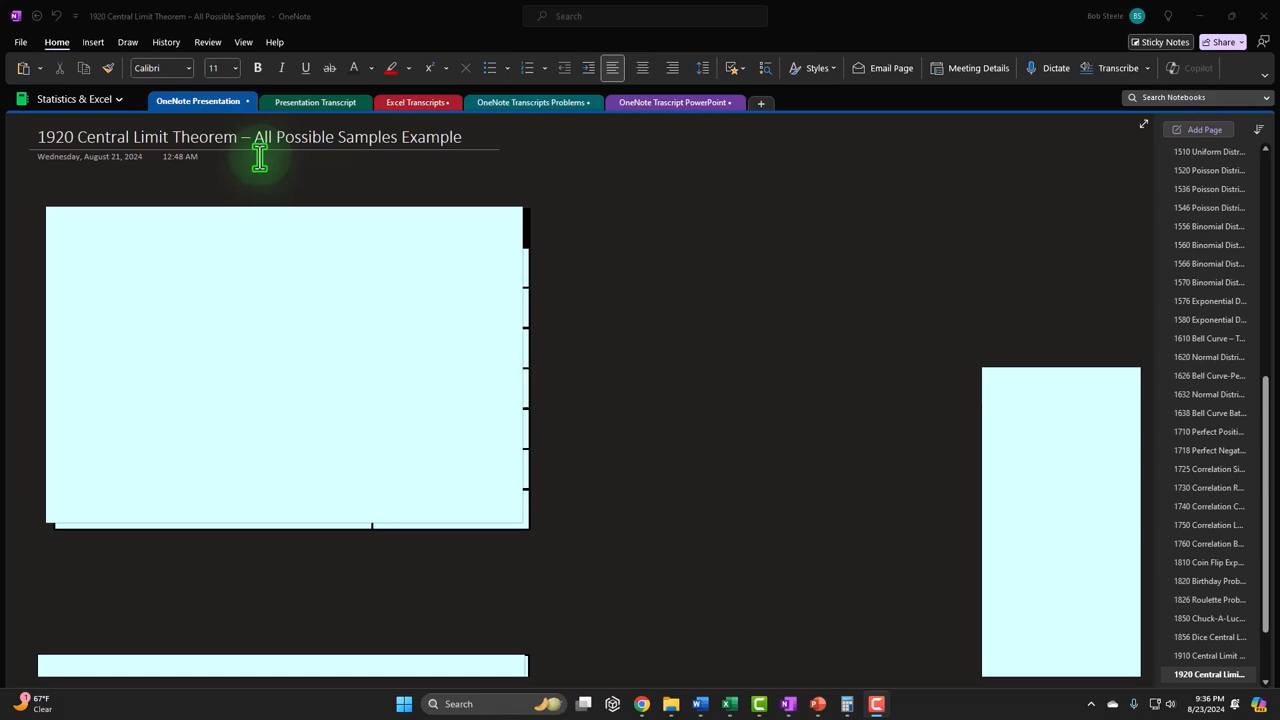 1920 Central Limit Theorem – All Possible Samples - OneNote
Search
Bob Steele
BS
File
Home
Insert
Draw
History
Review
View
Help
Sticky Notes
Share
Calibri
11
B
I
U
ab
A
x
Styles
Email Page
Meeting Details
Dictate
Transcribe
Copilot
Statistics & Excel
OneNote Presentation
Presentation Transcript
Excel Transcripts
OneNote Transcripts Problems
OneNote Trascript PowerPoint
Search Notebooks
1920 Central Limit Theorem – All Possible Samples Example
Wednesday, August 21, 2024
12:48 AM
Add Page
1510 Uniform Distr...
1520 Poisson Distri...
1536 Poisson Distri...
1546 Poisson Distri...
1556 Binomial Dist...
1560 Binomial Dist...
1566 Binomial Dist...
1570 Binomial Dist...
1576 Exponential D...
1580 Exponential D...
1610 Bell Curve – T...
1620 Normal Distri...
1626 Bell Curve-Pe...
1632 Normal Distri...
1638 Bell Curve Bat...
1710 Perfect Positi...
1718 Perfect Negat...
1725 Correlation Si...
1730 Correlation R...
1740 Correlation C...
1750 Correlation L...
1760 Correlation B...
1810 Coin Flip Exp...
1820 Birthday Prob...
1826 Roulette Prob...
1850 Chuck-A-Luc...
1856 Dice Central L...
1910 Central Limit ...
1920 Central Limi...
1
67°F
Clear
Search
9:36 PM
8/23/2024